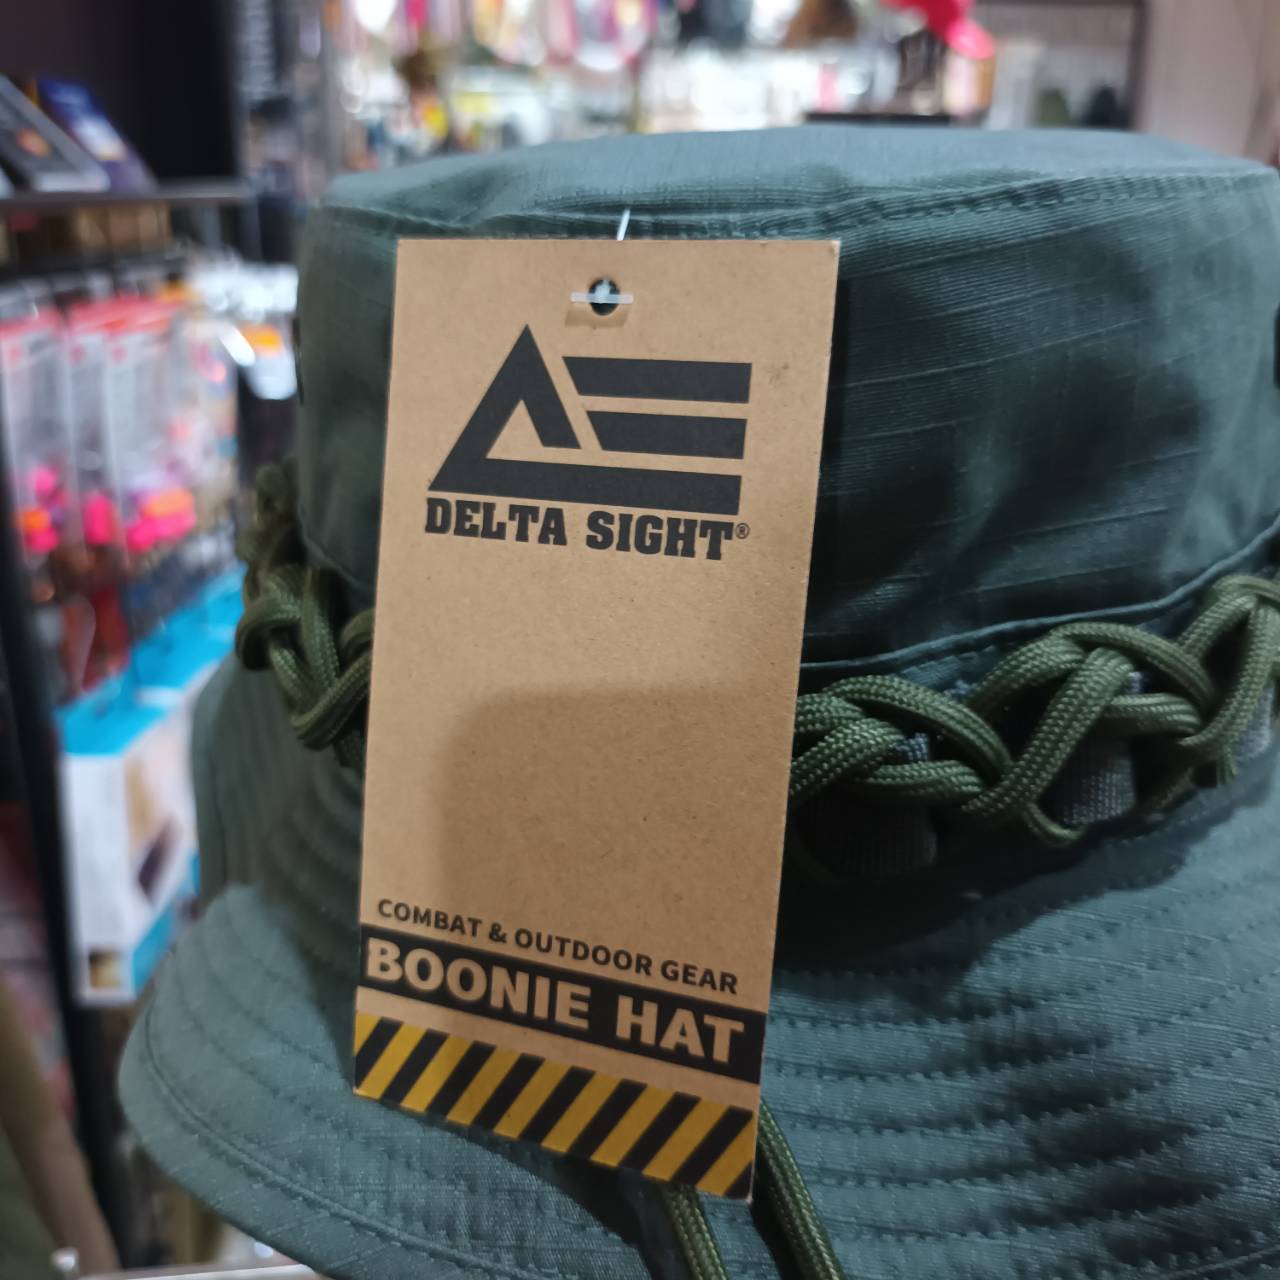 DELTA SIGHT®
COMBAT & OUTDOOR GEAR
BOONIE HAT